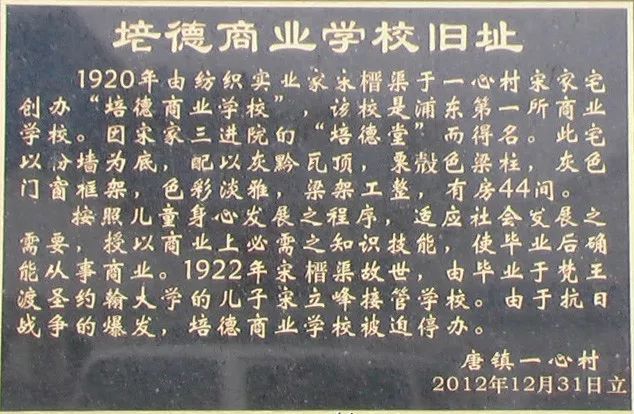 培德商业学校旧址
1920年由纺织实业家宋槢渠于一心村宋家宅
创办“培德商业学校”，该校是浦东第一所商业
学校。因宋家三进院的“培德堂”而得名。此宅
以分墙为底，配以灰黔瓦顶，栗殻色梁柱，灰色
门窗框架，色彩淡雅，梁架工整，有房44间。
按照儿童身心发展之程序，适应社会发展之
需要，授以商业上必需之知识技能，使毕业后确
能从事商业。1922年宋槢渠故世，由毕业于梵王
渡圣约翰大学的儿子宋立峰接管学校。由于抗日
战争的爆发，培德商业学校被迫停办。
唐镇一心村
2012年12月31日立